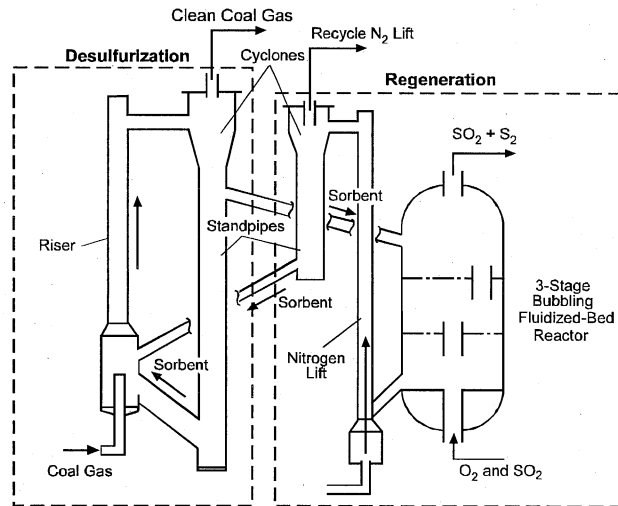 Clean Coal Gas
Recycle N2 Lift
Desulfurization
Cyclones
Regeneration
SO2 + S2
Sorbent
Riser
Standpipes
Sorbent
3-Stage
Bubbling
Fluidized-Bed
Reactor
Nitrogen
Lift
Sorbent
Coal Gas
O2 and SO2